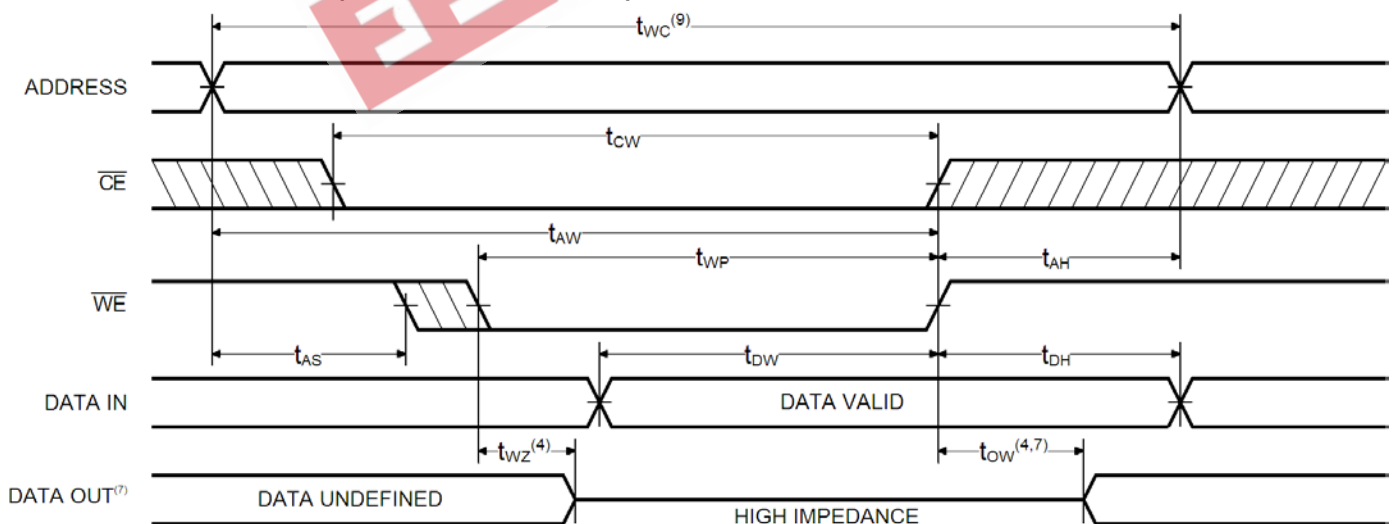 tWC(9)
ADDRESS
tCW
CE
tAW
tWP
tAH
WE
tAS
tDW
tDH
DATA IN
DATA VALID
tWZ(4)
tOW(4,7)
DATA OUT(7)
DATA UNDEFINED
HIGH IMPEDANCE